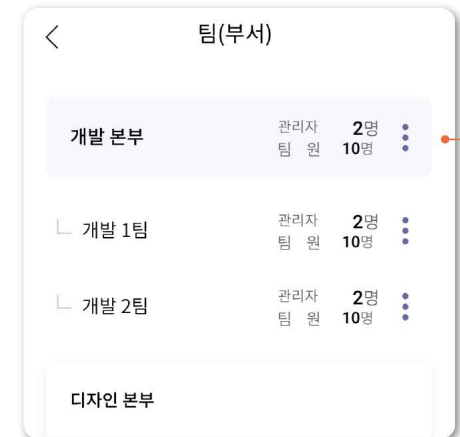 팀(부서)
개발 본부
관리자 2명
팀 원 10명
개발 1팀
관리자 2명
팀 원 10명
개발 2팀
관리자 2명
팀 원 10명
디자인 본부